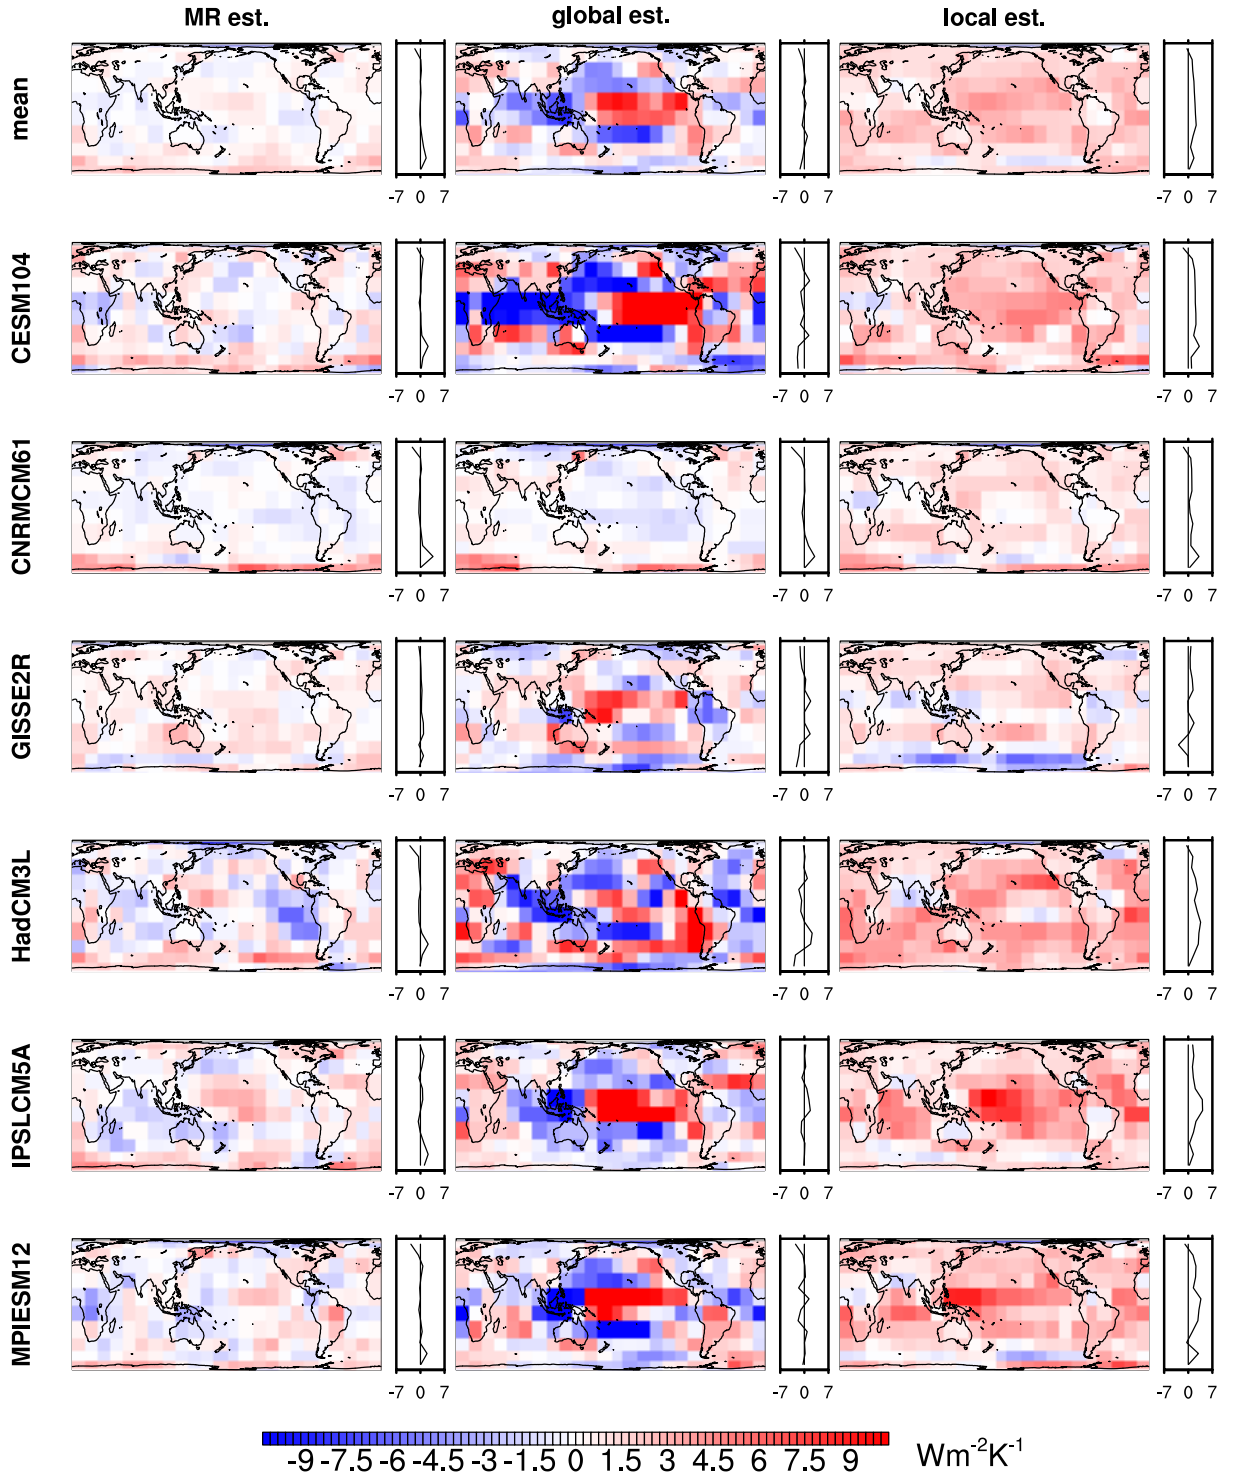 MR est. global est. local est.
mean
-7 0 7 -7 0 7 -7 0 7
CESM104
-7 0 7 -7 0 7 -7 0 7
CNRMCM61
-7 0 7 -7 0 7 -7 0 7
GISSE2R
-7 0 7 -7 0 7 -7 0 7
HadCM3L
-7 0 7 -7 0 7 -7 0 7
IPSLCM5A
-7 0 7 -7 0 7 -7 0 7
MPIESM12
-7 0 7 -7 0 7 -7 0 7
-9 -7.5 -6 -4.5 -3 -1.5 0 1.5 3 4.5 6 7.5 9 Wm⁻²K⁻¹